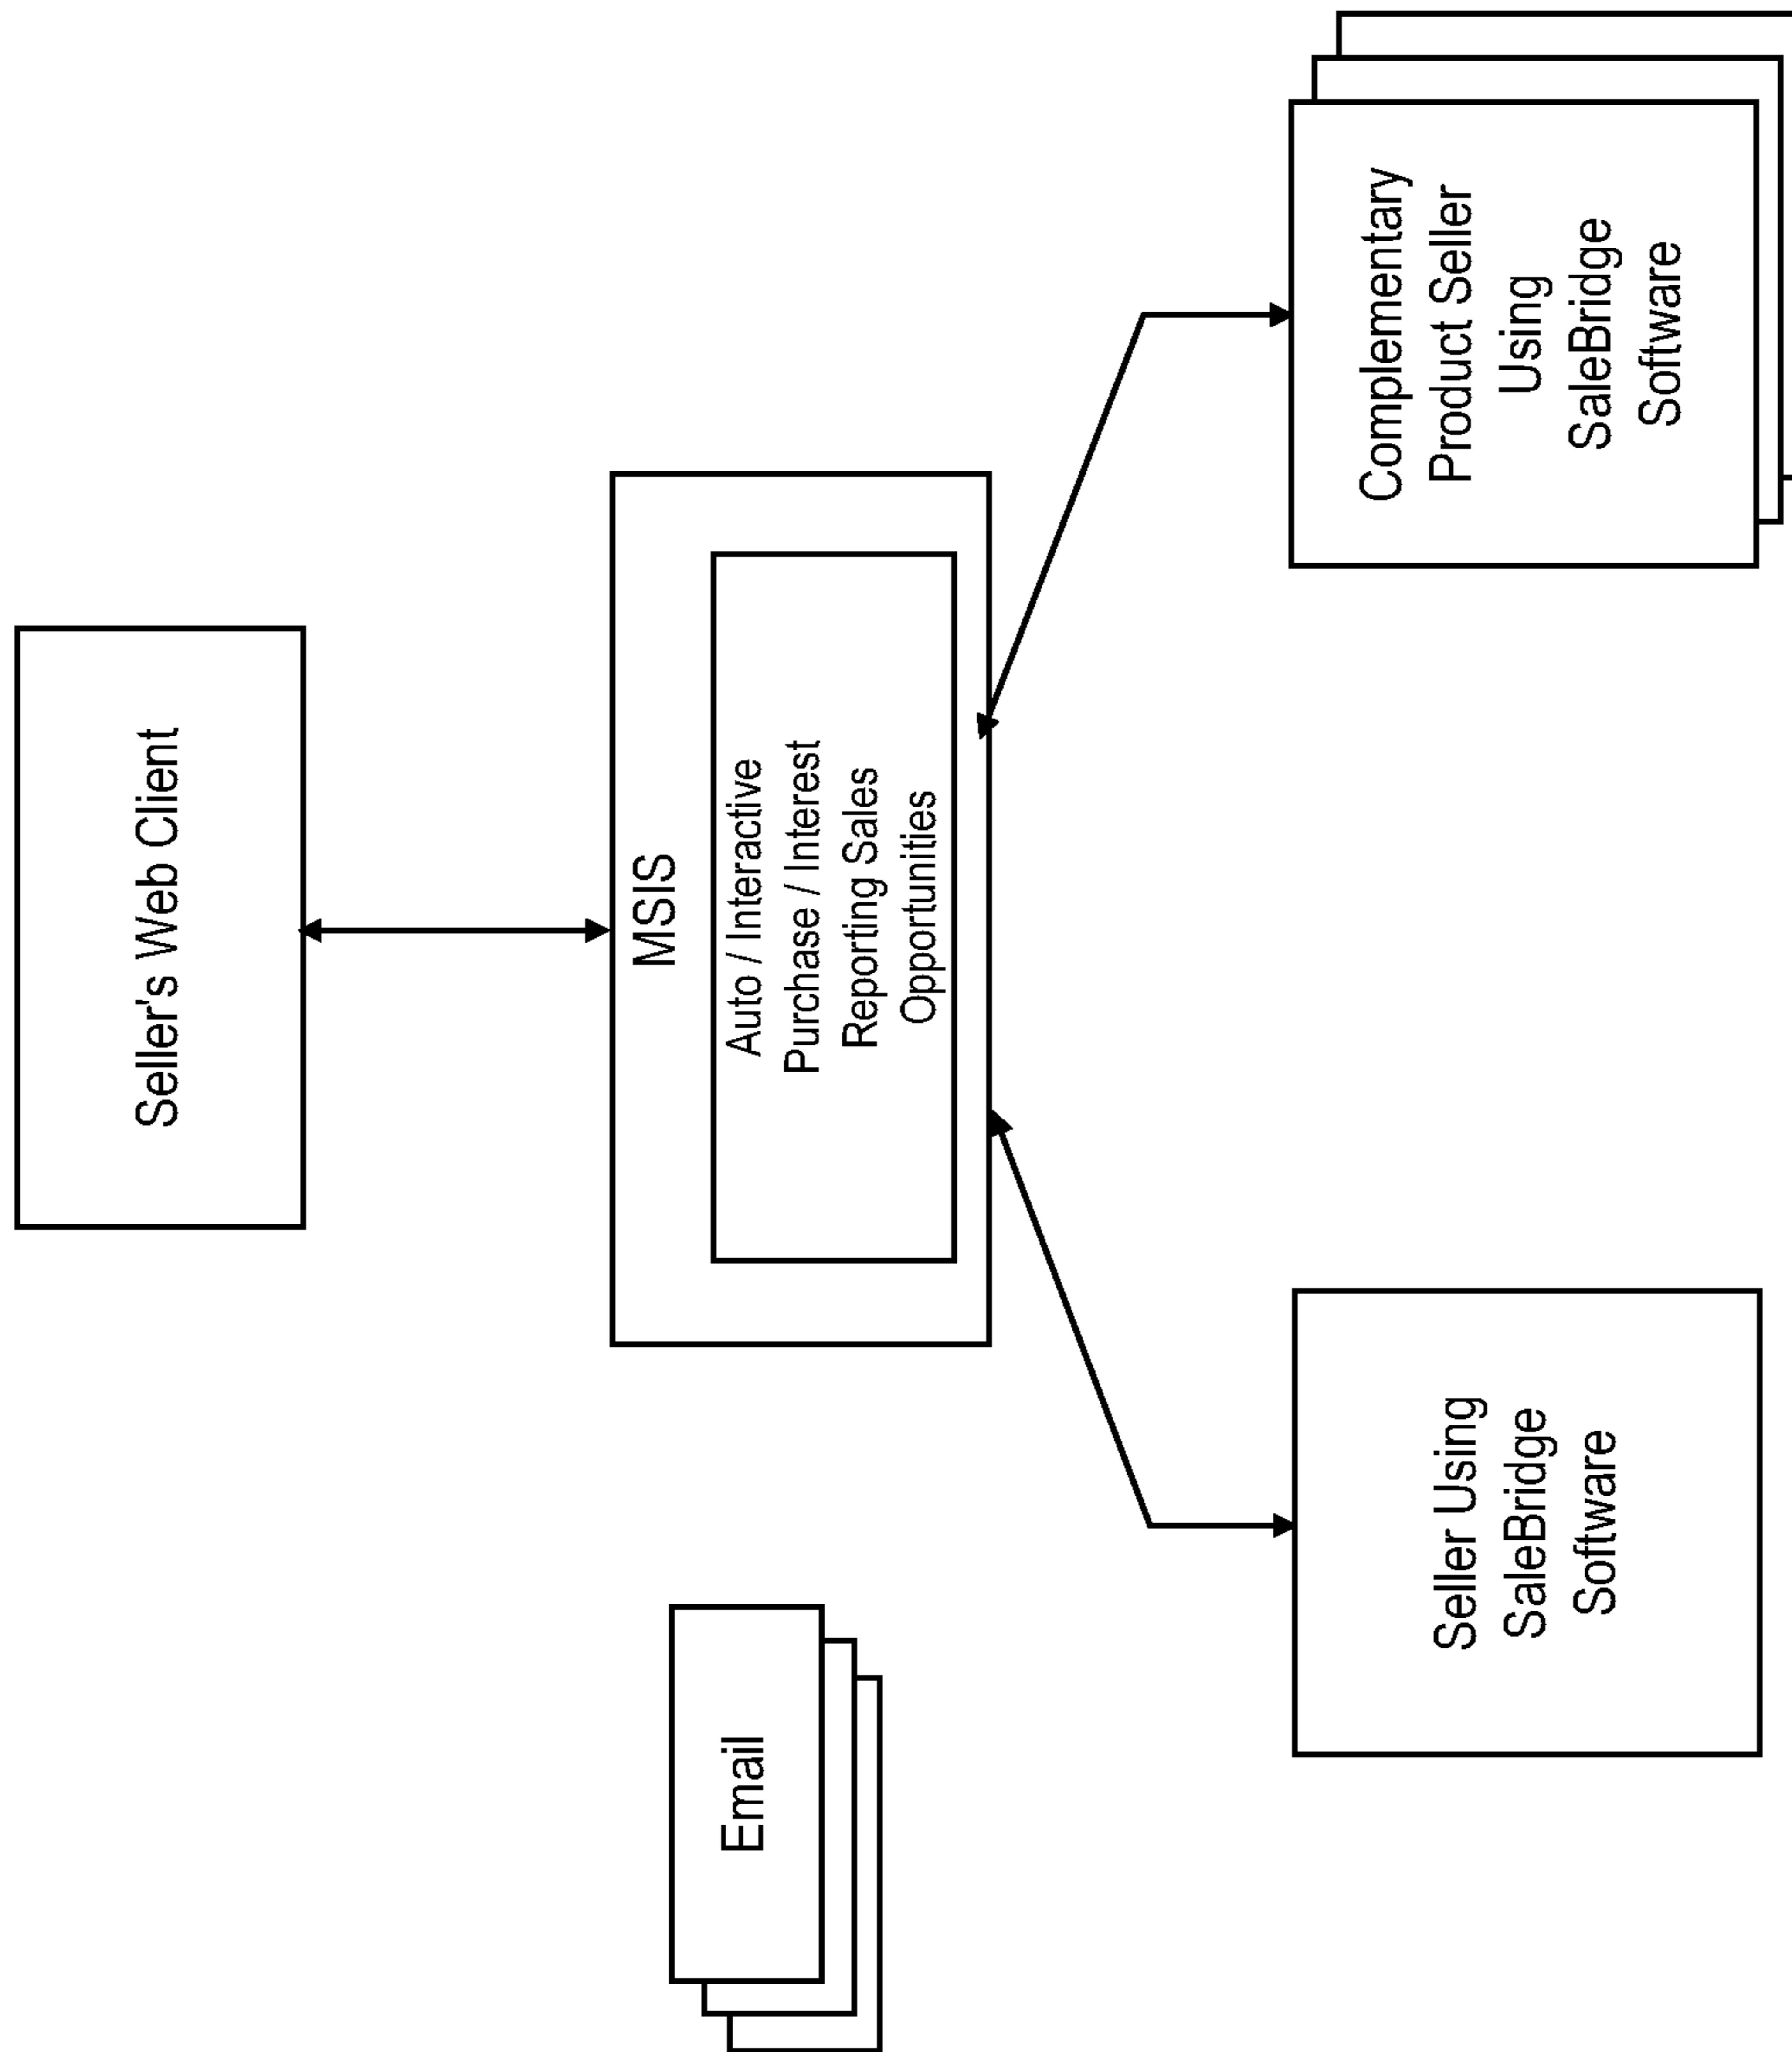 Seller's Web Client
MSIS
Auto / Interactive
Purchase / Interest
Reporting Sales
Opportunities
Email
Seller Using
SaleBridge
Software
Complementary
Product Seller
Using
SaleBridge
Software